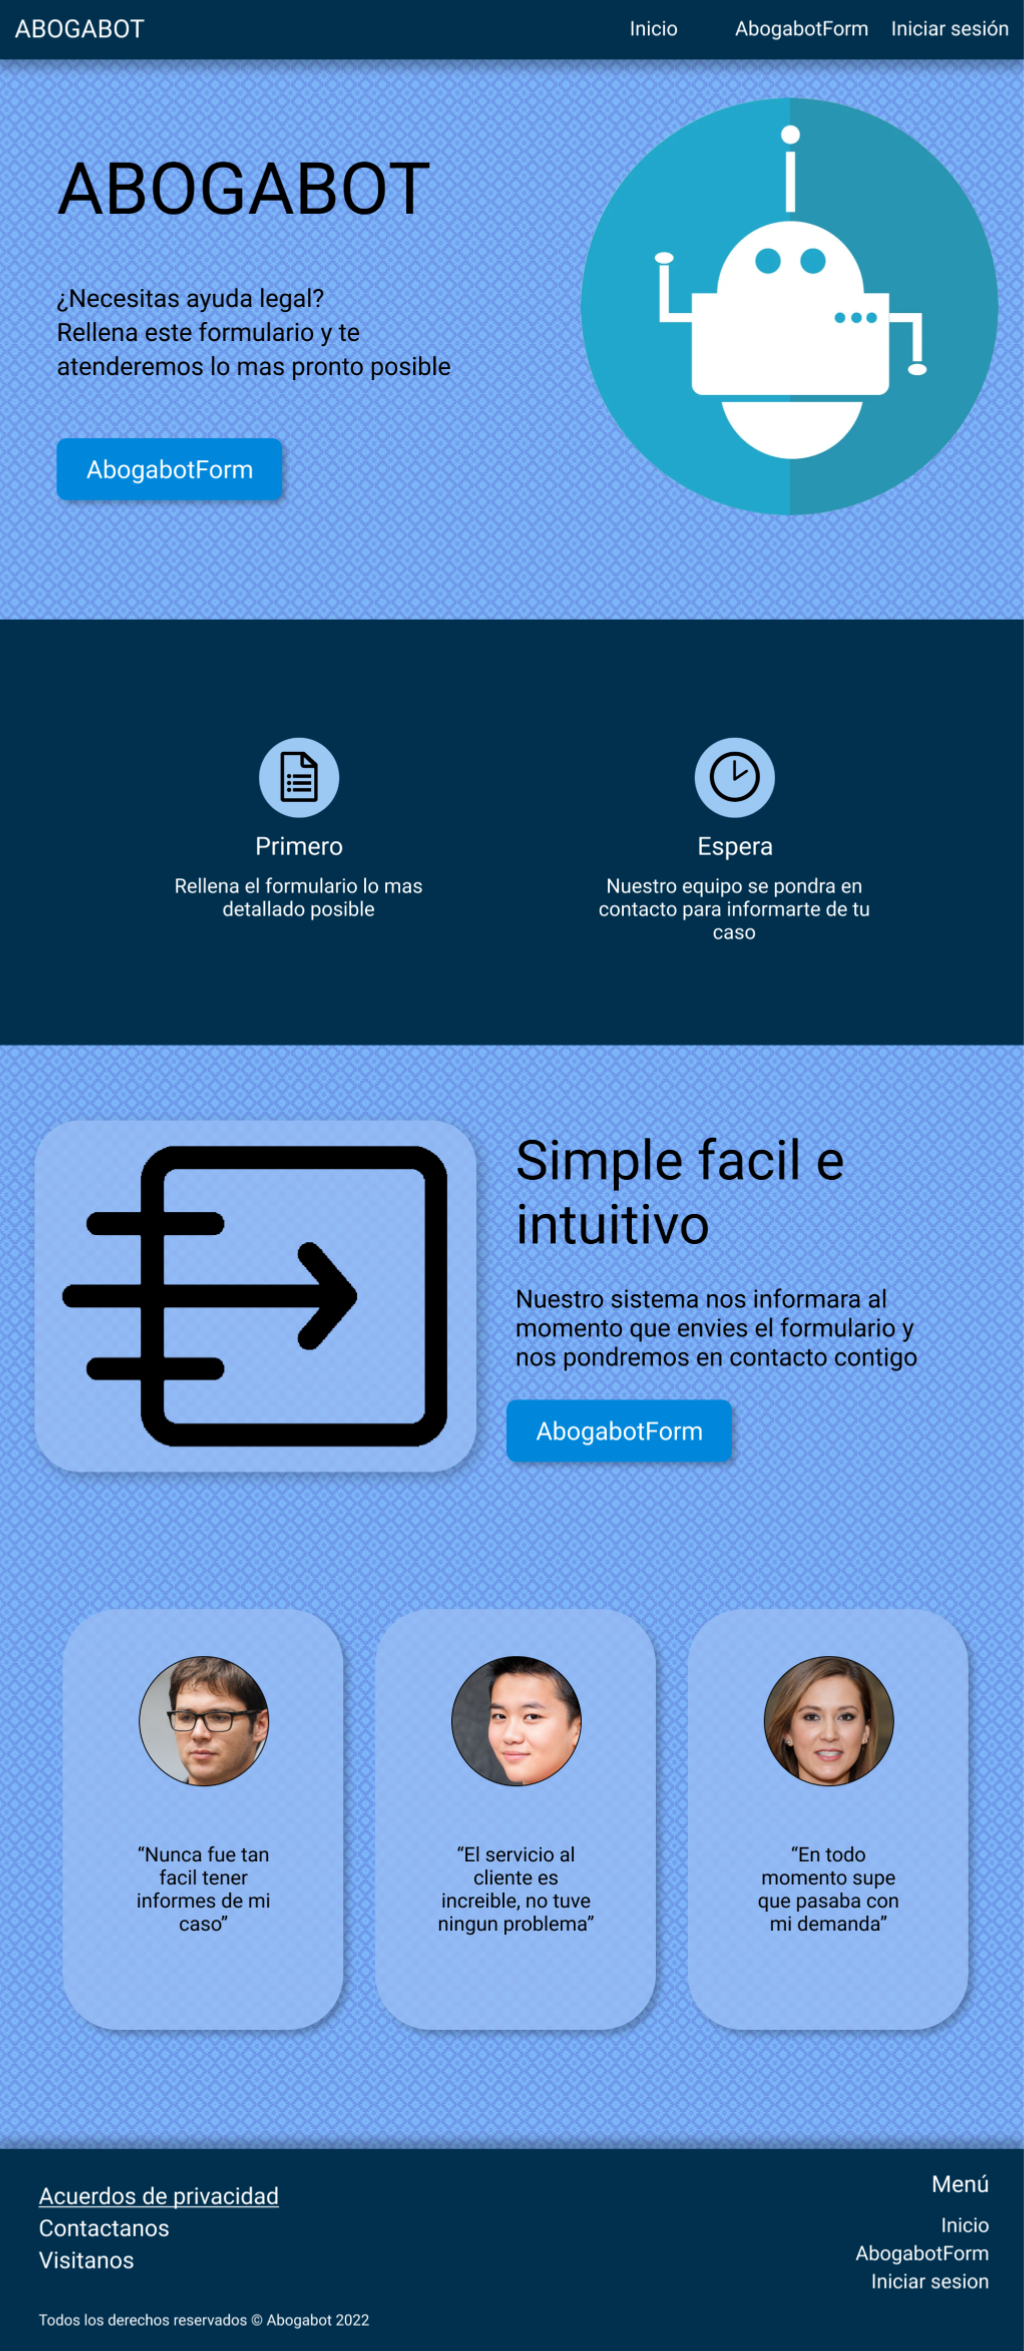 ABOGABOT
Inicio
AbogabotForm
Iniciar sesión
ABOGABOT
¿Necesitas ayuda legal?
Rellena este formulario y te
atenderemos lo mas pronto posible
AbogabotForm
Primero
Rellena el formulario lo mas
detallado posible
Espera
Nuestro equipo se pondra en
contacto para informarte de tu
caso
Simple facil e
intuitivo
Nuestro sistema nos informara al
momento que envies el formulario y
nos pondremos en contacto contigo
AbogabotForm
“Nunca fue tan
facil tener
informes de mi
caso”
“El servicio al
cliente es
increible, no tuve
ningun problema”
“En todo
momento supe
que pasaba con
mi demanda”
Acuerdos de privacidad
Contactanos
Visitanos
Todos los derechos reservados © Abogabot 2022
Menú
Inicio
AbogabotForm
Iniciar sesion